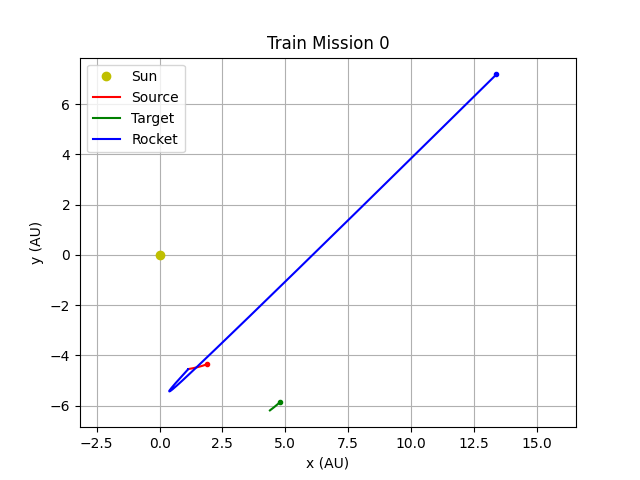 Train Mission 0
Sun
Source
Target
Rocket
y (AU)
6
4
2
0
−2
−4
−6
−2.5 0.0 2.5 5.0 7.5 10.0 12.5 15.0
x (AU)